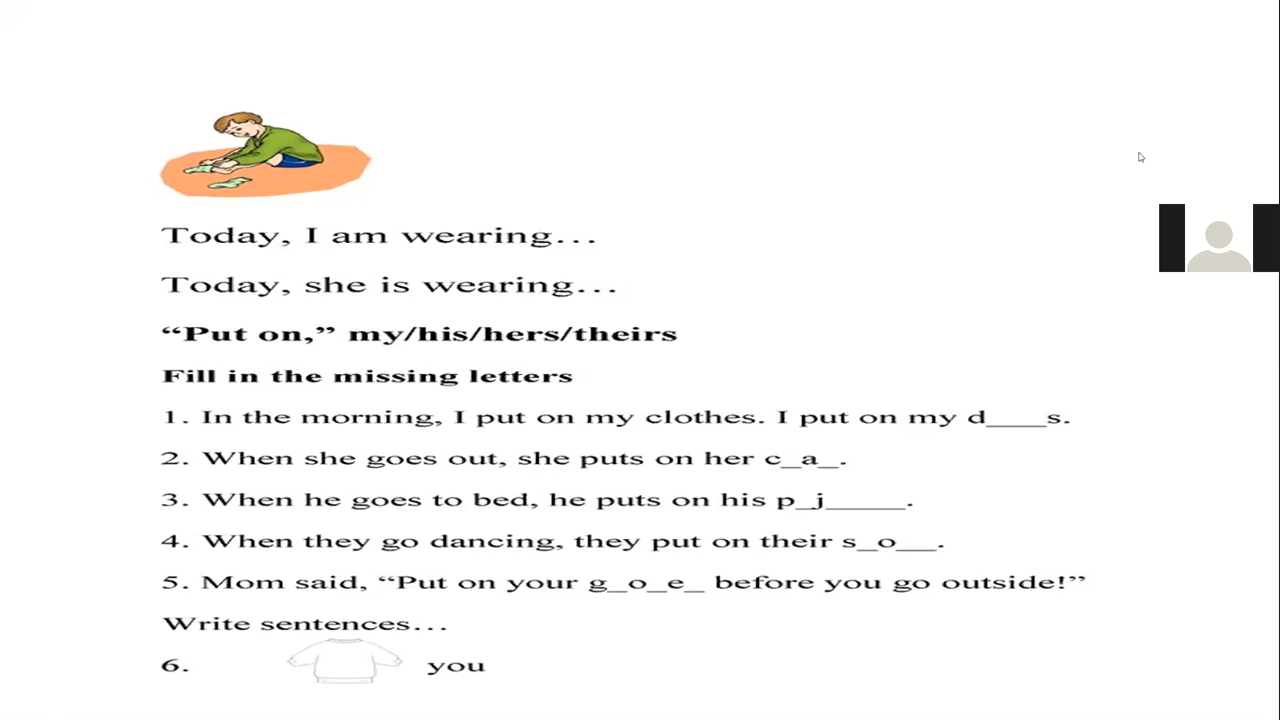 Today, I am wearing…
Today, she is wearing…
“Put on,” my/his/hers/theirs
Fill in the missing letters
1. In the morning, I put on my clothes. I put on my d____s.
2. When she goes out, she puts on her c_a_.
3. When he goes to bed, he puts on his p_j_____.
4. When they go dancing, they put on their s_o__.
5. Mom said, “Put on your g_o_e_ before you go outside!”
Write sentences…
6. you